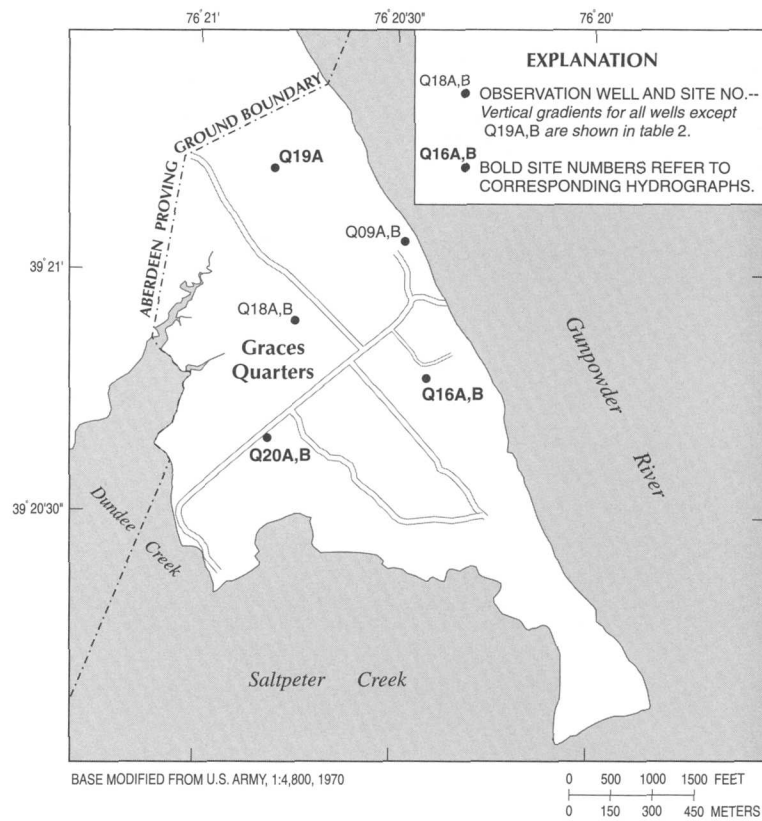 76° 21'
76° 20'30"
76° 20'
EXPLANATION
Q18A,B
OBSERVATION WELL AND SITE NO.--
Vertical gradients for all wells except
Q19A,B are shown in table 2.
Q16A,B
BOLD SITE NUMBERS REFER TO
CORRESPONDING HYDROGRAPHS.
ABERDEEN PROVING GROUND BOUNDARY
Q19A
Q09A,B
39° 21'
Q18A,B
Graces
Quarters
Gunpowder
River
Q16A,B
Q20A,B
39° 20'30"
Dundee
Creek
Saltpeter Creek
BASE MODIFIED FROM U.S. ARMY, 1:4,800, 1970
0 500 1000 1500 FEET
0 150 300 450 METERS